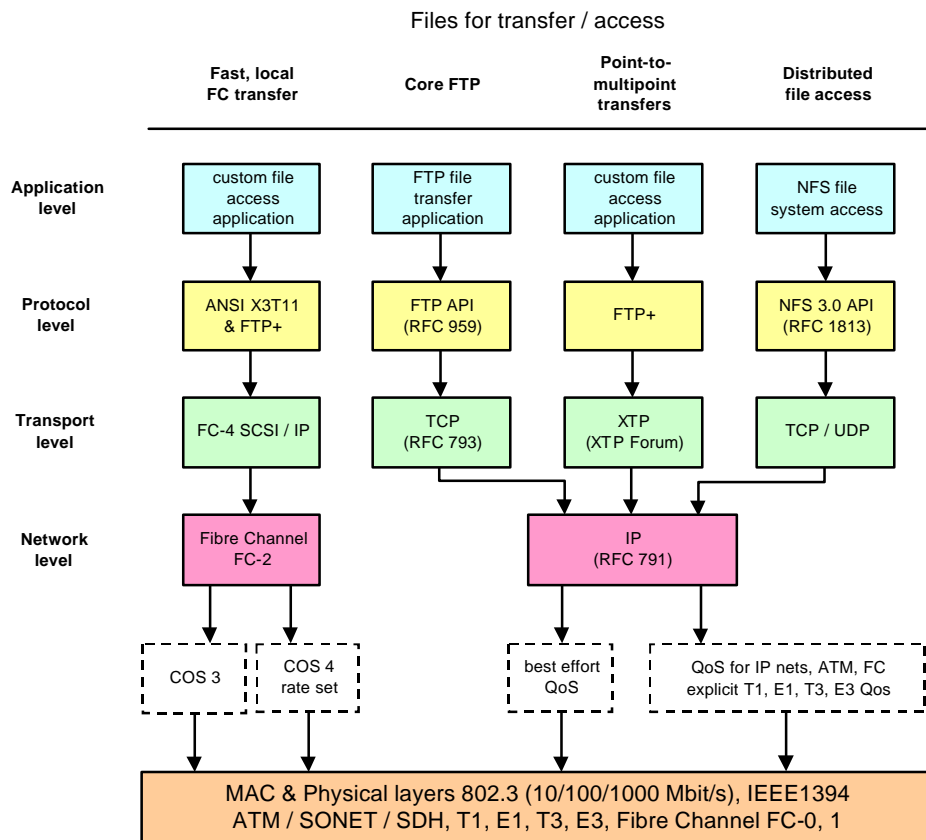 Files for transfer / access
Fast, local
FC transfer
Core FTP
Point-to-
multipoint
transfers
Distributed
file access
Application
level
custom file
access
application
FTP file
transfer
application
custom file
access
application
NFS file
system access
Protocol
level
ANSI X3T11
& FTP+
FTP API
(RFC 959)
FTP+
NFS 3.0 API
(RFC 1813)
Transport
level
FC-4 SCSI / IP
TCP
(RFC 793)
XTP
(XTP Forum)
TCP / UDP
Network
level
Fibre Channel
FC-2
IP
(RFC 791)
COS 3
COS 4
rate set
best effort
QoS
QoS for IP nets, ATM, FC
explicit T1, E1, T3, E3 Qos
MAC & Physical layers 802.3 (10/100/1000 Mbit/s), IEEE1394
ATM / SONET / SDH, T1, E1, T3, E3, Fibre Channel FC-0, 1